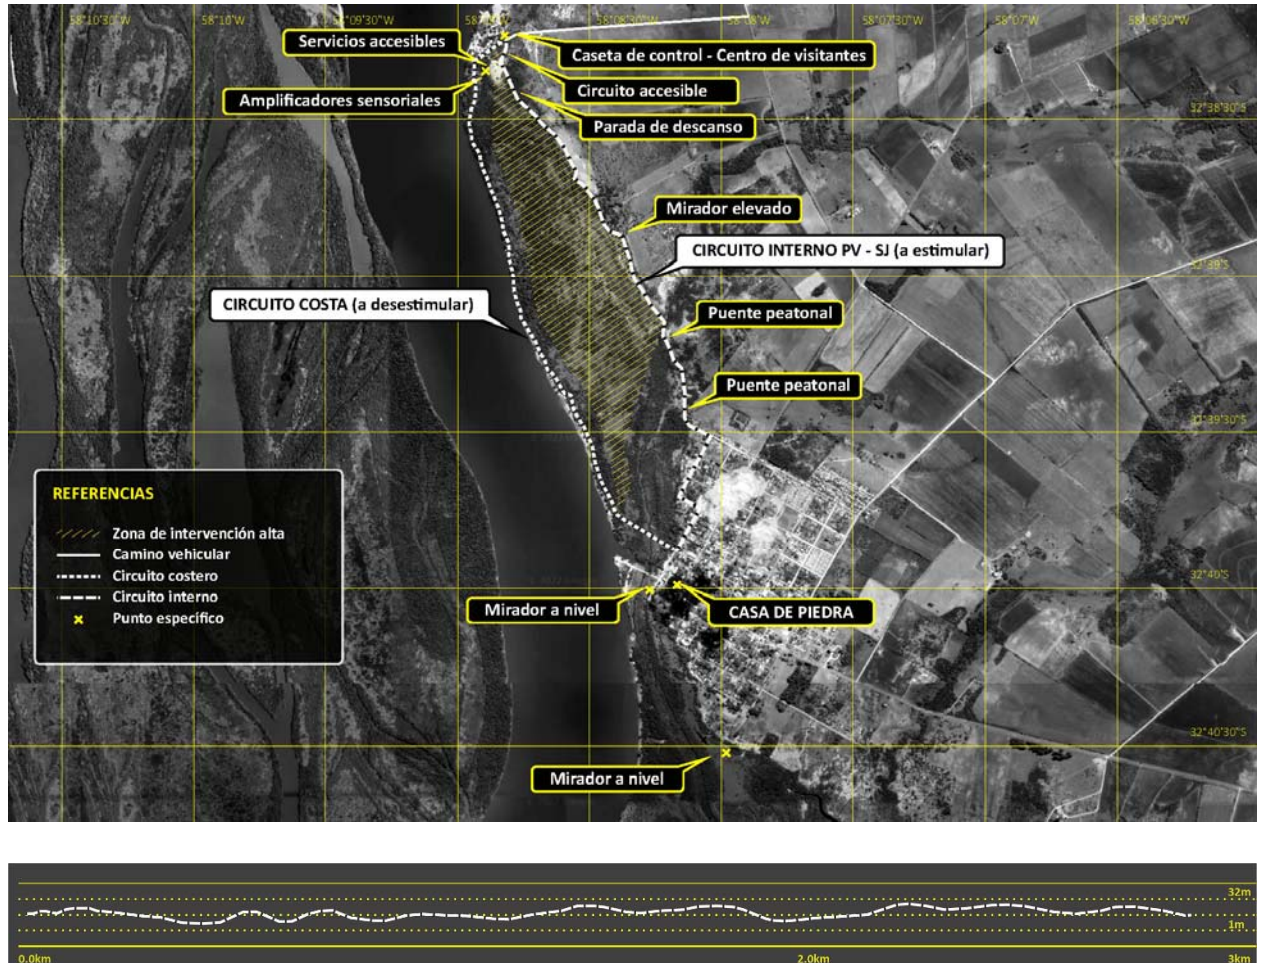 58°10'30"W
58°10'W
58°09'30"W
58°08'30"W
58°08'W
58°07'30"W
58°07'W
58°06'30"W
Servicios accesibles
Caseta de control - Centro de visitantes
Amplificadores sensoriales
Circuito accesible
32°38'30"S
Parada de descanso
Mirador elevado
CIRCUITO INTERNO PV - SJ (a estimular)
32°39'S
CIRCUITO COSTA (a desestimular)
Puente peatonal
Puente peatonal
32°39'30"S
REFERENCIAS
Zona de intervención alta
Camino vehicular
Circuito costero
Circuito interno
Punto específico
32°40'S
Mirador a nivel
CASA DE PIEDRA
32°40'30"S
Mirador a nivel
32m
1m
0.0km
2.0km
3km